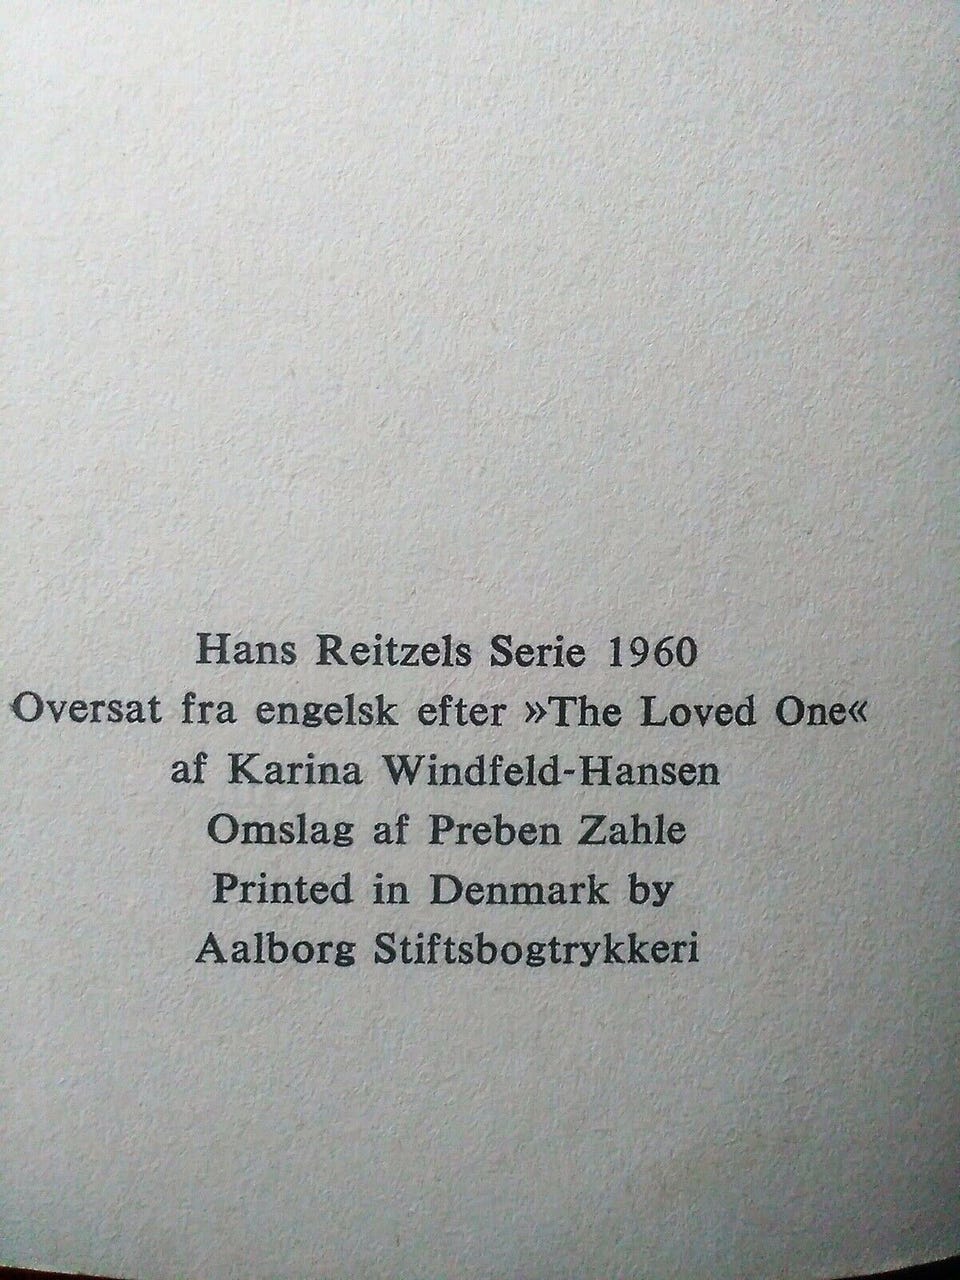 Hans Reitzels Serie 1960
Oversat fra engelsk efter »The Loved One«
af Karina Windfeld-Hansen
Omslag af Preben Zahle
Printed in Denmark by
Aalborg Stiftsbogtrykkeri